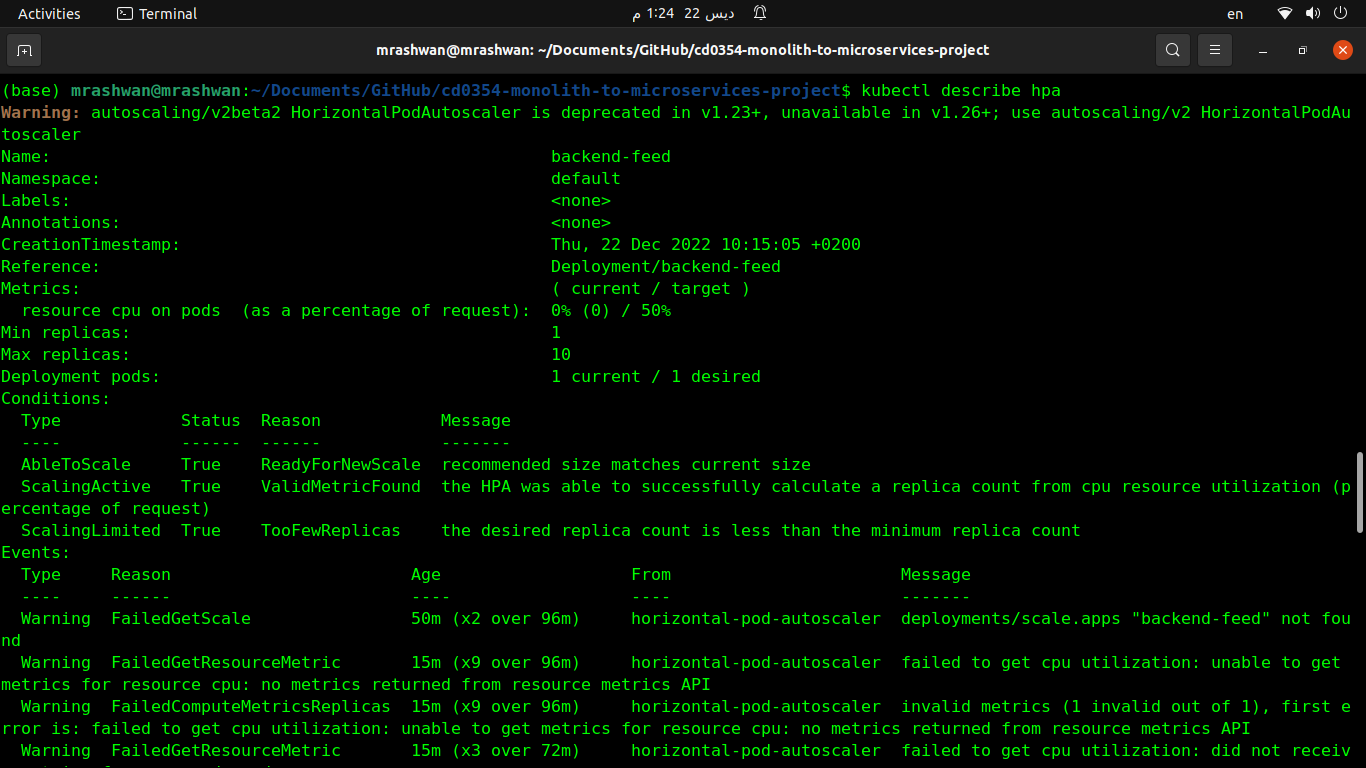 Activities Terminal 1:24 22 ديس م en
mrashwan@mrashwan: ~/Documents/GitHub/cd0354-monolith-to-microservices-project
(base) mrashwan@mrashwan:~/Documents/GitHub/cd0354-monolith-to-microservices-project$ kubectl describe hpa
Warning: autoscaling/v2beta2 HorizontalPodAutoscaler is deprecated in v1.23+, unavailable in v1.26+; use autoscaling/v2 HorizontalPodAu
toscaler
Name: backend-feed
Namespace: default
Labels: <none>
Annotations: <none>
CreationTimestamp: Thu, 22 Dec 2022 10:15:05 +0200
Reference: Deployment/backend-feed
Metrics: ( current / target )
resource cpu on pods (as a percentage of request): 0% (0) / 50%
Min replicas: 1
Max replicas: 10
Deployment pods: 1 current / 1 desired
Conditions:
Type Status Reason Message
---- ------ ------ -------
AbleToScale True ReadyForNewScale recommended size matches current size
ScalingActive True ValidMetricFound the HPA was able to successfully calculate a replica count from cpu resource utilization (p
ercentage of request)
ScalingLimited True TooFewReplicas the desired replica count is less than the minimum replica count
Events:
Type Reason Age From Message
---- ------ ---- ---- -------
Warning FailedGetScale 50m (x2 over 96m) horizontal-pod-autoscaler deployments/scale.apps "backend-feed" not fou
nd
Warning FailedGetResourceMetric 15m (x9 over 96m) horizontal-pod-autoscaler failed to get cpu utilization: unable to get
metrics for resource cpu: no metrics returned from resource metrics API
Warning FailedComputeMetricsReplicas 15m (x9 over 96m) horizontal-pod-autoscaler invalid metrics (1 invalid out of 1), first e
rror is: failed to get cpu utilization: unable to get metrics for resource cpu: no metrics returned from resource metrics API
Warning FailedGetResourceMetric 15m (x3 over 72m) horizontal-pod-autoscaler failed to get cpu utilization: did not receiv